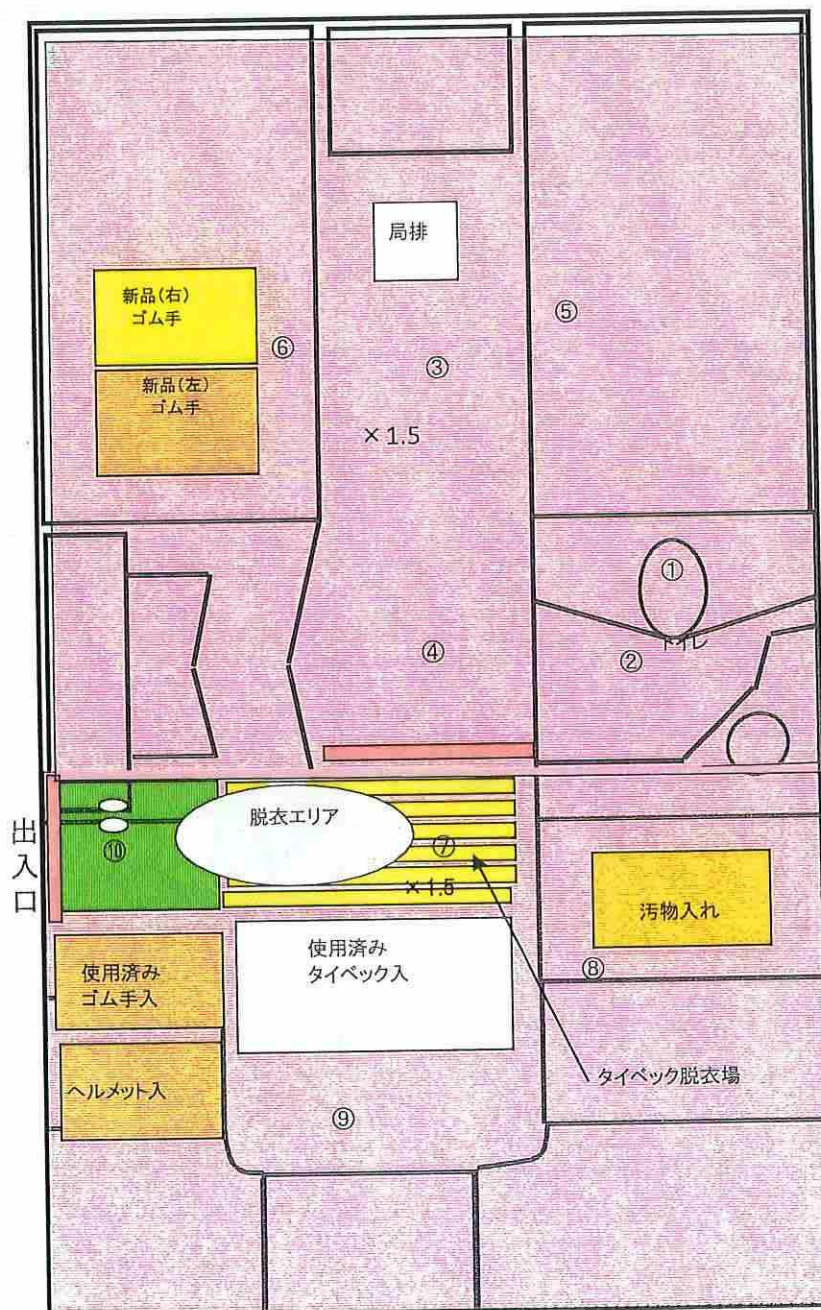 局排
新品(右)
ゴム手
⑤
⑥
③
新品(左)
ゴム手
×1.5
①
④
②
トイレ
出入口
脱衣エリア
⑦
⑩
×1.5
汚物入れ
使用済み
タイベック入
使用済み
ゴム手入
⑧
タイベック脱衣場
ヘルメット入
⑨